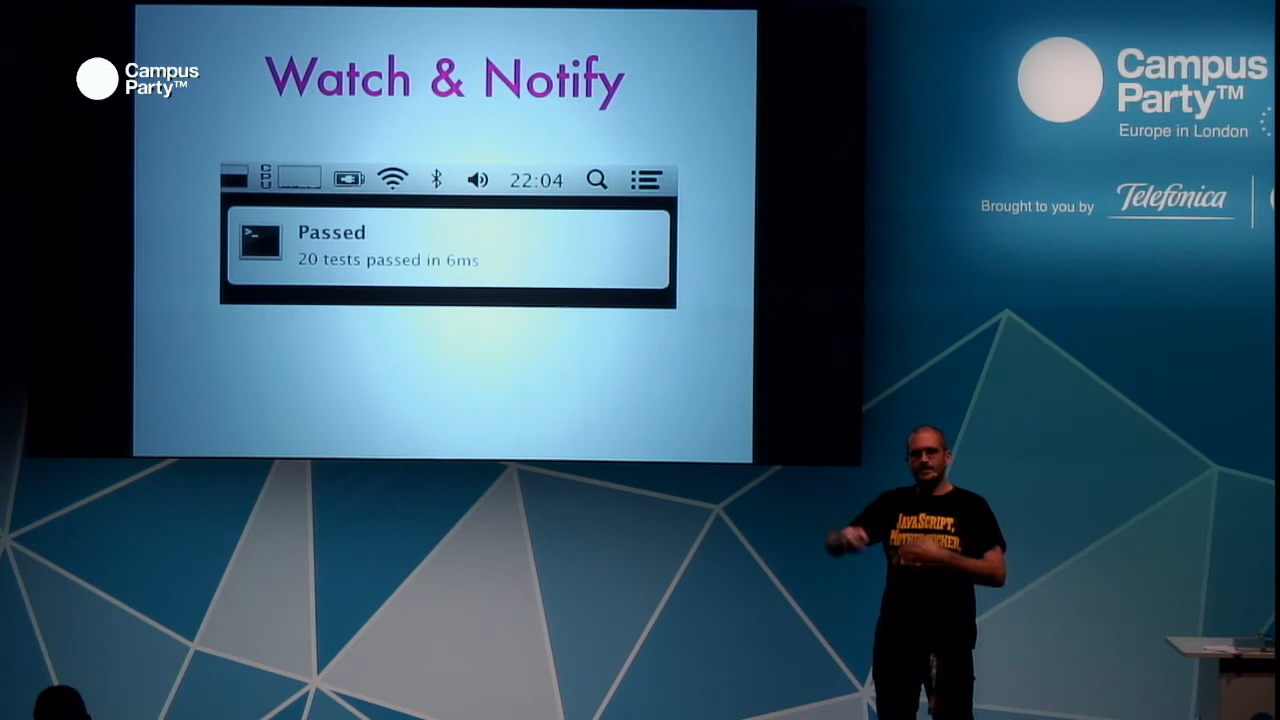 Campus
Party™
Watch & Notify
CPU
22:04
>_
Passed
20 tests passed in 6ms
Campus
Party™
Europe in London
Brought to you by
Telefonica
JavaScript,